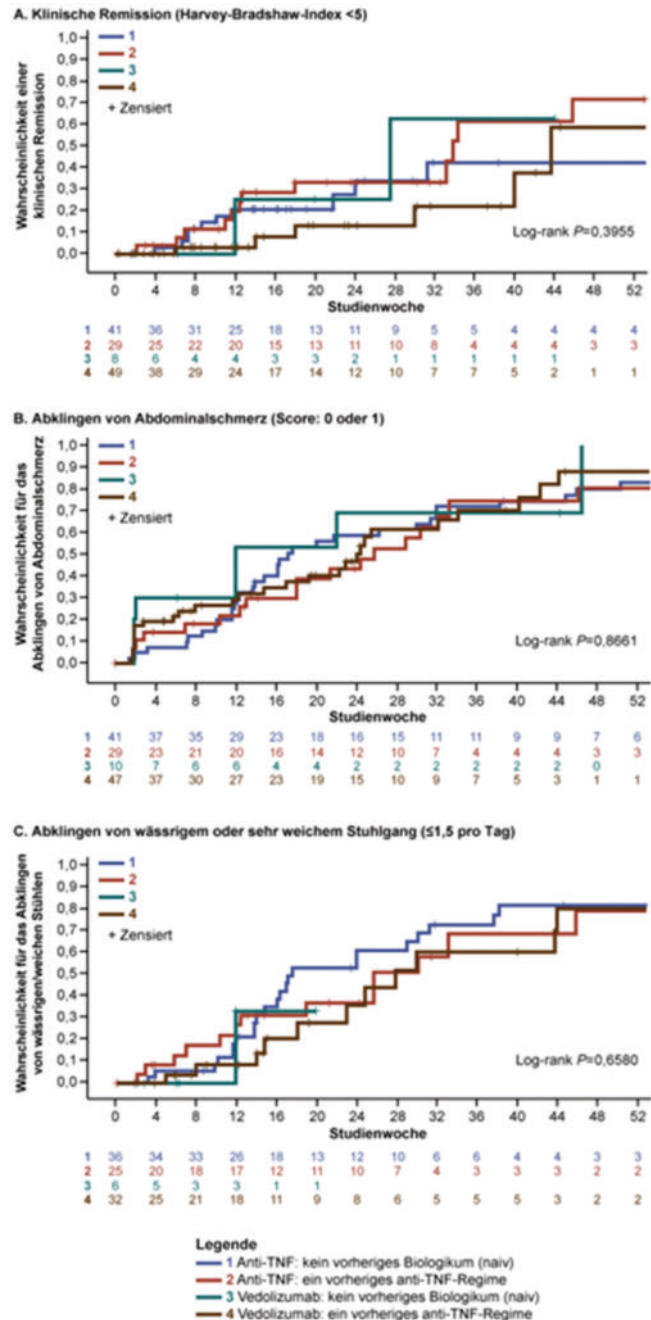 A. Klinische Remission (Harvey-Bradshaw-Index <5)
Wahrscheinlichkeit einer
klinischen Remission
1,0
0,9
0,8
0,7
0,6
0,5
0,4
0,3
0,2
0,1
0,0
1
2
3
4
+ Zensiert
Log-rank P=0,3955
0 4 8 12 16 20 24 28 32 36 40 44 48 52
Studienwoche
1 41 36 31 25 18 13 11 9 5 5 4 4 4 4
2 29 25 22 20 15 13 11 10 8 4 4 4 3 3
3 8 6 4 4 3 3 2 1 1 1 1 1
4 49 38 29 24 17 14 12 10 7 7 5 2 1 1
B. Abklingen von Abdominalschmerz (Score: 0 oder 1)
Wahrscheinlichkeit für das
Abklingen von Abdominalschmerz
1,0
0,9
0,8
0,7
0,6
0,5
0,4
0,3
0,2
0,1
0,0
1
2
3
4
+ Zensiert
Log-rank P=0,8661
0 4 8 12 16 20 24 28 32 36 40 44 48 52
Studienwoche
1 41 37 35 29 23 18 16 15 11 11 9 9 7 6
2 29 23 21 20 16 14 12 10 7 4 4 4 3 3
3 10 7 6 6 4 4 2 2 2 2 2 2 0
4 47 37 30 27 23 19 15 10 9 7 5 3 1 1
C. Abklingen von wässrigem oder sehr weichem Stuhlgang (≤1,5 pro Tag)
Wahrscheinlichkeit für das Abklingen
von wässrigen/weichen Stühlen
1,0
0,9
0,8
0,7
0,6
0,5
0,4
0,3
0,2
0,1
0,0
1
2
3
4
+ Zensiert
Log-rank P=0,6580
0 4 8 12 16 20 24 28 32 36 40 44 48 52
Studienwoche
1 36 34 33 26 18 13 12 10 6 6 4 4 3 3
2 25 20 18 17 12 11 10 7 4 3 3 3 2 2
3 6 5 3 3 1 1
4 32 25 21 18 11 9 8 6 5 5 5 3 2 2
Legende
1 Anti-TNF: kein vorheriges Biologikum (naiv)
2 Anti-TNF: ein vorheriges anti-TNF-Regime
3 Vedolizumab: kein vorheriges Biologikum (naiv)
4 Vedolizumab: ein vorheriges anti-TNF-Regime